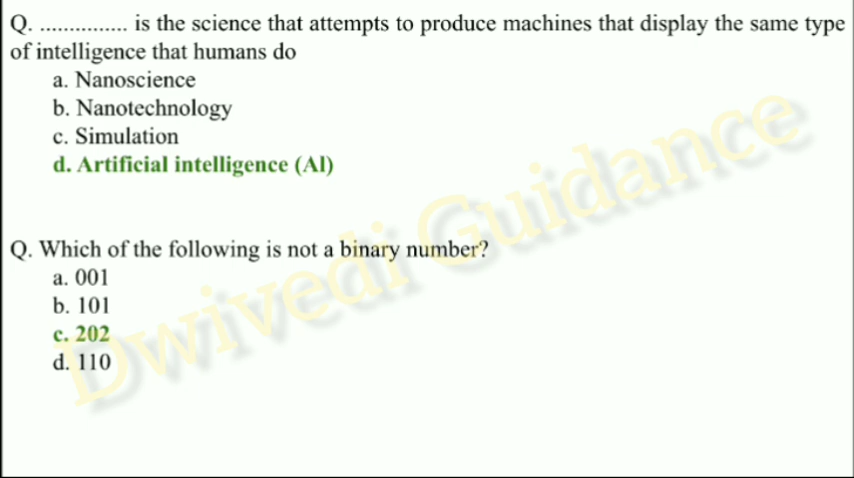 Q. ............... is the science that attempts to produce machines that display the same type
of intelligence that humans do
a. Nanoscience
b. Nanotechnology
c. Simulation
d. Artificial intelligence (Al)
Q. Which of the following is not a binary number?
a. 001
b. 101
c. 202
d. 110
Dwivedi Guidance